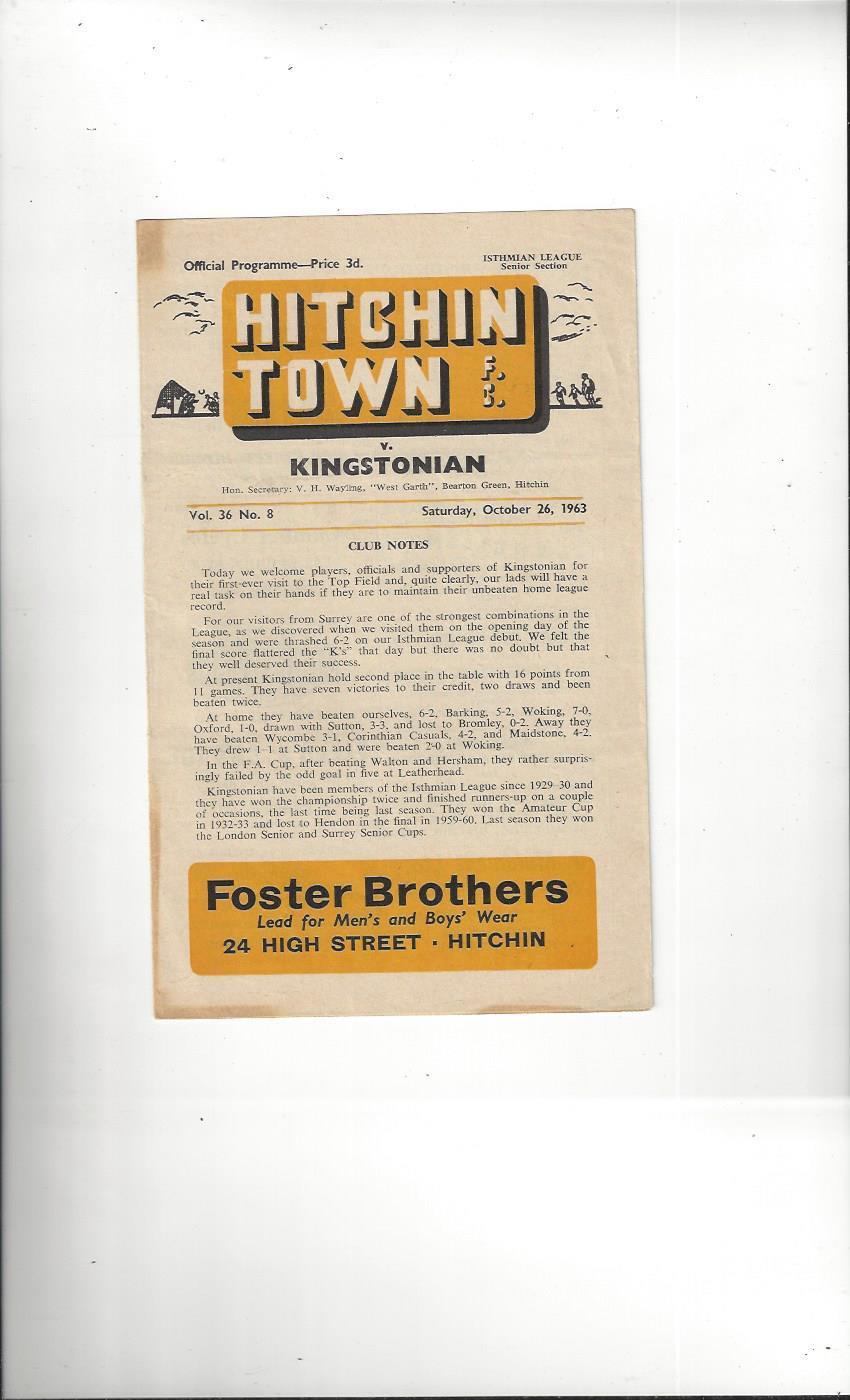 Official Programme—Price 3d.
ISTHMIAN LEAGUE
Senior Section
HITCHIN
TOWN F.C.
v.
KINGSTONIAN
Hon. Secretary: V. H. Wayling, "West Garth", Bearton Green, Hitchin
Vol. 36 No. 8
Saturday, October 26, 1963
CLUB NOTES
Today we welcome players, officials and supporters of Kingstonian for
their first-ever visit to the Top Field and, quite clearly, our lads will have a
real task on their hands if they are to maintain their unbeaten home league
record.
For our visitors from Surrey are one of the strongest combinations in the
League, as we discovered when we visited them on the opening day of the
season and were thrashed 6-2 on our Isthmian League debut. We felt the
final score flattered the "K's" that day but there was no doubt but that
they well deserved their success.
At present Kingstonian hold second place in the table with 16 points from
11 games. They have seven victories to their credit, two draws and been
beaten twice.
At home they have beaten ourselves, 6-2, Barking, 5-2, Woking, 7-0,
Oxford, 1-0, drawn with Sutton, 3-3, and lost to Bromley, 0-2. Away they
have beaten Wycombe 3-1, Corinthian Casuals, 4-2, and Maidstone, 4-2.
They drew 1-1 at Sutton and were beaten 2-0 at Woking.
In the F.A. Cup, after beating Walton and Hersham, they rather surpris-
ingly failed by the odd goal in five at Leatherhead.
Kingstonian have been members of the Isthmian League since 1929-30 and
they have won the championship twice and finished runners-up on a couple
of occasions, the last time being last season. They won the Amateur Cup
in 1932-33 and lost to Hendon in the final in 1959-60. Last season they won
the London Senior and Surrey Senior Cups.
Foster Brothers
Lead for Men's and Boys' Wear
24 HIGH STREET · HITCHIN